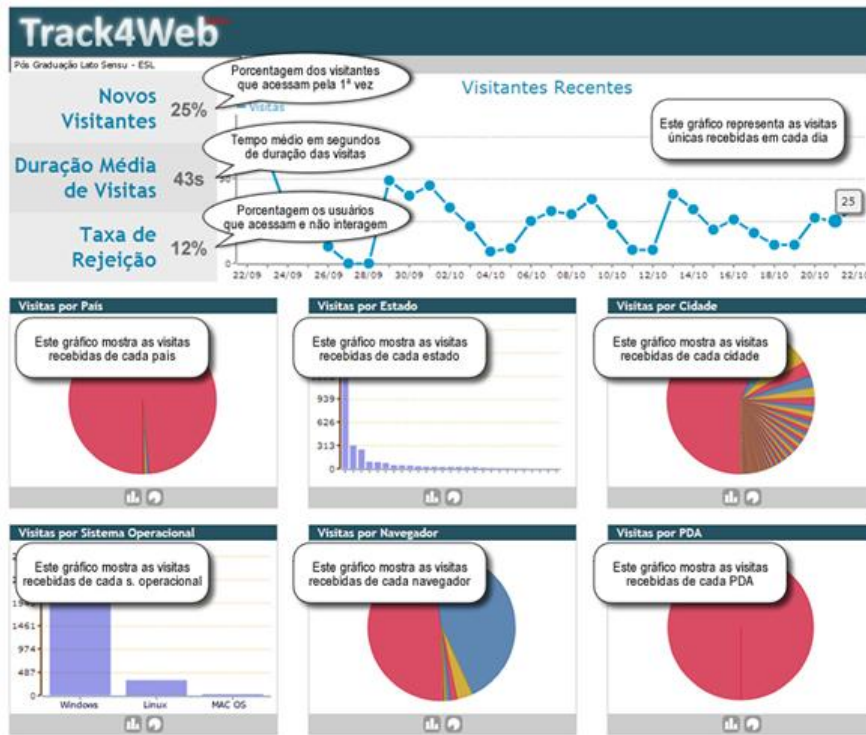 Track4Web
Pós Graduação Lato Sensu - ESL
Novos
Visitantes
25%
Porcentagem dos visitantes
que acessam pela 1ª vez
Duração Média
de Visitas
43s
Tempo médio em segundos
de duração das visitas
Taxa de
Rejeição
12%
Porcentagem os usuários
que acessam e não interagem
Visitas
Visitantes Recentes
Este gráfico representa as visitas
únicas recebidas em cada dia
25
0
22/09 24/09 26/09 28/09 30/09 02/10 04/10 06/10 08/10 10/10 12/10 14/10 16/10 18/10 20/10 22/10
Visitas por País
Este gráfico mostra as visitas
recebidas de cada país
Visitas por Estado
Este gráfico mostra as visitas
recebidas de cada estado
939
626
313
0
Visitas por Cidade
Este gráfico mostra as visitas
recebidas de cada cidade
Visitas por Sistema Operacional
Este gráfico mostra as visitas
recebidas de cada s. operacional
1461
974
487
0
Windows Linux MAC OS
Visitas por Navegador
Este gráfico mostra as visitas
recebidas de cada navegador
Visitas por PDA
Este gráfico mostra as visitas
recebidas de cada PDA